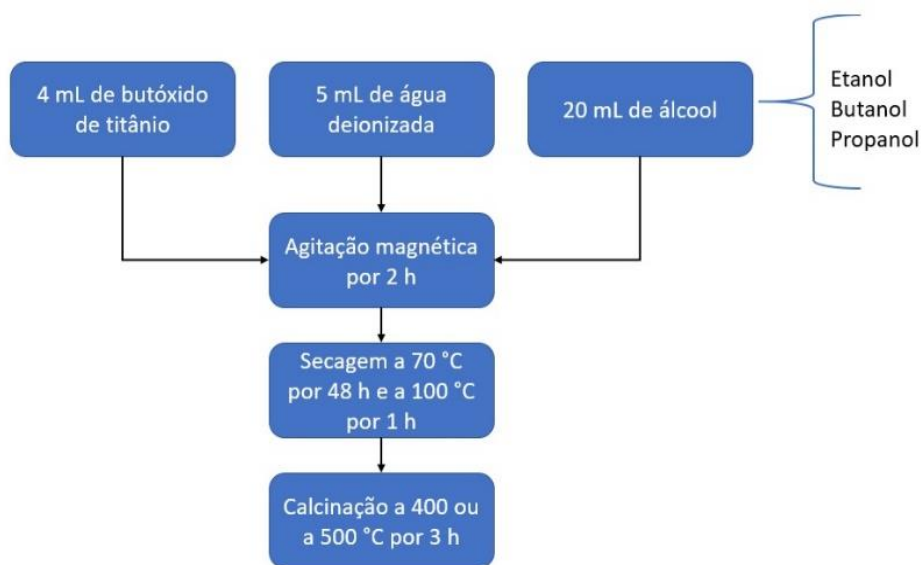 4 mL de butóxido
de titânio
5 mL de água
deionizada
20 mL de álcool
Etanol
Butanol
Propanol
Agitação magnética
por 2 h
Secagem a 70 °C
por 48 h e a 100 °C
por 1 h
Calcinação a 400 ou
a 500 °C por 3 h